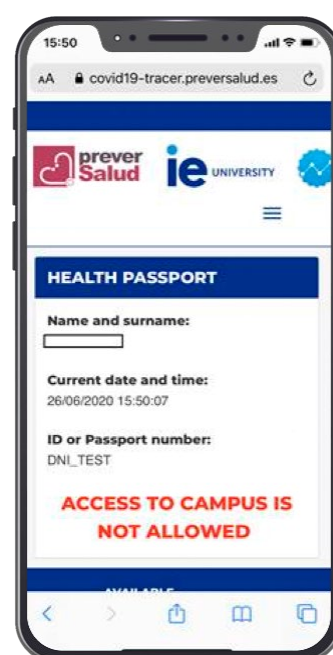 15:50
AA covid19-tracer.preversalud.es
prever
Salud
ie UNIVERSITY
HEALTH PASSPORT
Name and surname:
Current date and time:
26/06/2020 15:50:07
ID or Passport number:
DNI_TEST
ACCESS TO CAMPUS IS
NOT ALLOWED